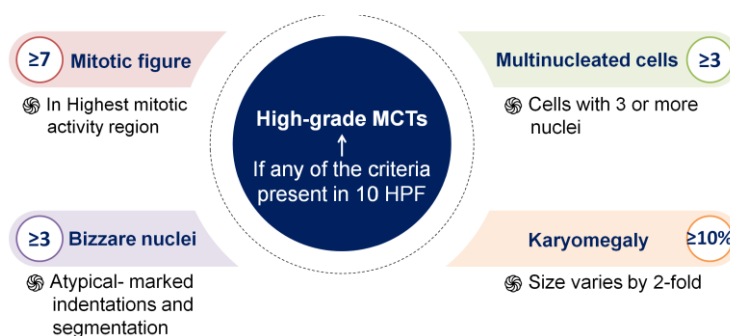 ≥7 Mitotic figure
In Highest mitotic
activity region
≥3 Bizzare nuclei
Atypical- marked
indentations and
segmentation
High-grade MCTs
↑
If any of the criteria
present in 10 HPF
Multinucleated cells ≥3
Cells with 3 or more
nuclei
Karyomegaly ≥10%
Size varies by 2-fold